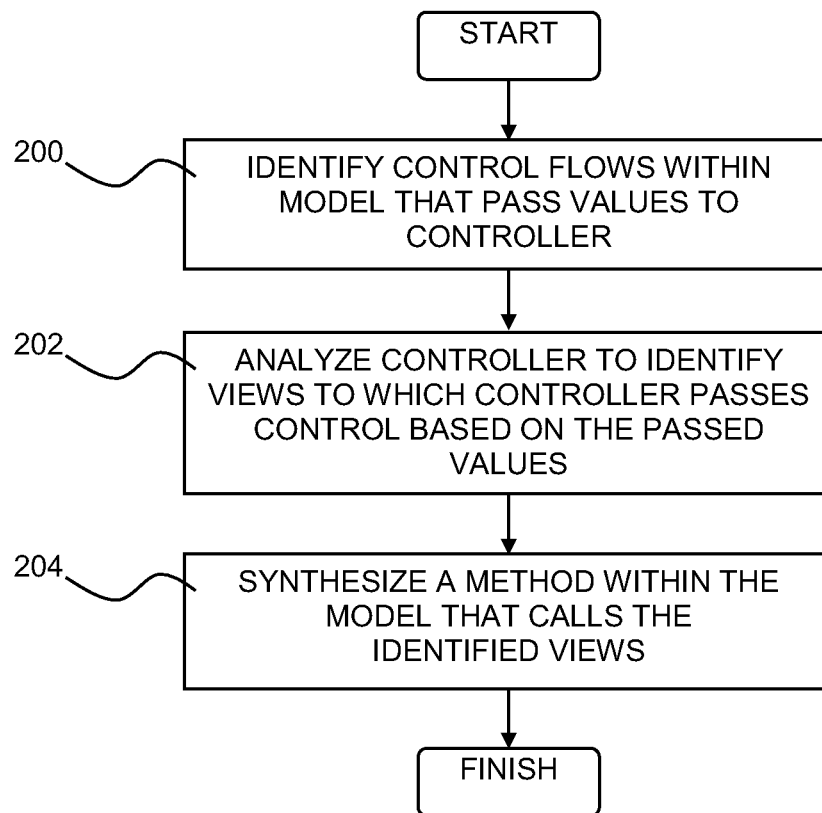 START
200
IDENTIFY CONTROL FLOWS WITHIN
MODEL THAT PASS VALUES TO
CONTROLLER
202
ANALYZE CONTROLLER TO IDENTIFY
VIEWS TO WHICH CONTROLLER PASSES
CONTROL BASED ON THE PASSED
VALUES
204
SYNTHESIZE A METHOD WITHIN THE
MODEL THAT CALLS THE
IDENTIFIED VIEWS
FINISH